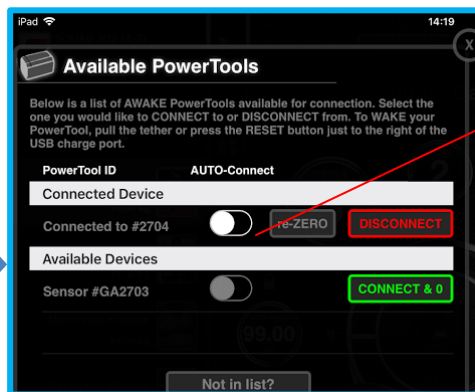 iPad 14:19
X
Available PowerTools
Below is a list of AWAKE PowerTools available for connection. Select the
one you would like to CONNECT to or DISCONNECT from. To WAKE your
PowerTool, pull the tether or press the RESET button just to the right of the
USB charge port.
PowerTool ID AUTO-Connect
Connected Device
Connected to #2704 re-ZERO DISCONNECT
Available Devices
Sensor #GA2703 CONNECT & 0
99.00
Not in list?